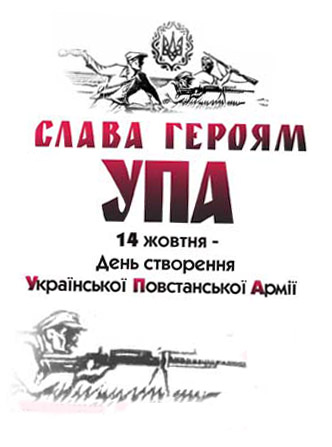 СЛАВА ГЕРОЯМ
УПА
14 жовтня -
День створення
Української Повстанської Армії